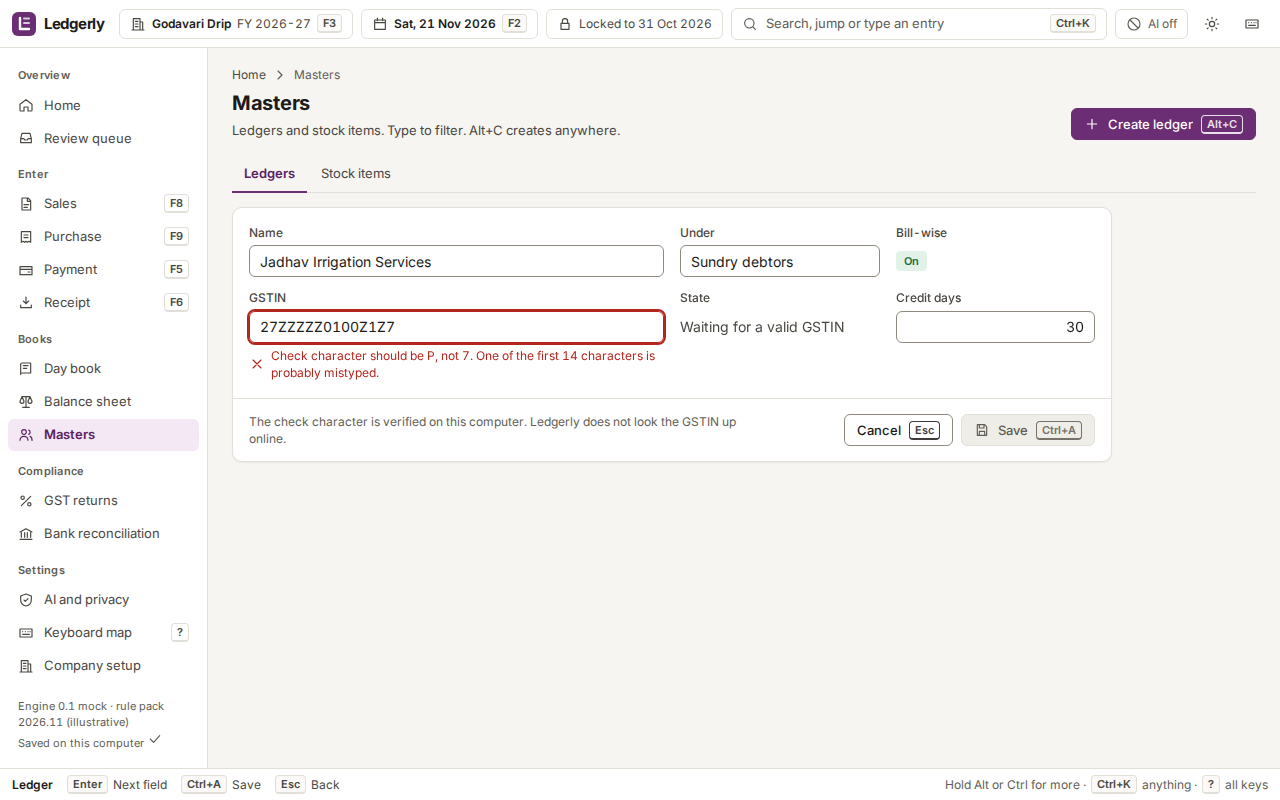 Ledgerly
Godavari Drip FY 2026-27 F3
Sat, 21 Nov 2026 F2
Locked to 31 Oct 2026
Search, jump or type an entry Ctrl+K
AI off
Overview
Home
Review queue
Enter
Sales F8
Purchase F9
Payment F5
Receipt F6
Books
Day book
Balance sheet
Masters
Compliance
GST returns
Bank reconciliation
Settings
AI and privacy
Keyboard map ?
Company setup
Engine 0.1 mock · rule pack
2026.11 (illustrative)
Saved on this computer
Home > Masters
Masters
Ledgers and stock items. Type to filter. Alt+C creates anywhere.
Create ledger Alt+C
Ledgers Stock items
Name Under Bill-wise
Jadhav Irrigation Services Sundry debtors On
GSTIN State Credit days
27ZZZZZ0100Z1Z7 Waiting for a valid GSTIN 30
Check character should be P, not 7. One of the first 14 characters is
probably mistyped.
The check character is verified on this computer. Ledgerly does not look the GSTIN up
online.
Cancel Esc Save Ctrl+A
Ledger Enter Next field Ctrl+A Save Esc Back
Hold Alt or Ctrl for more · Ctrl+K anything · ? all keys